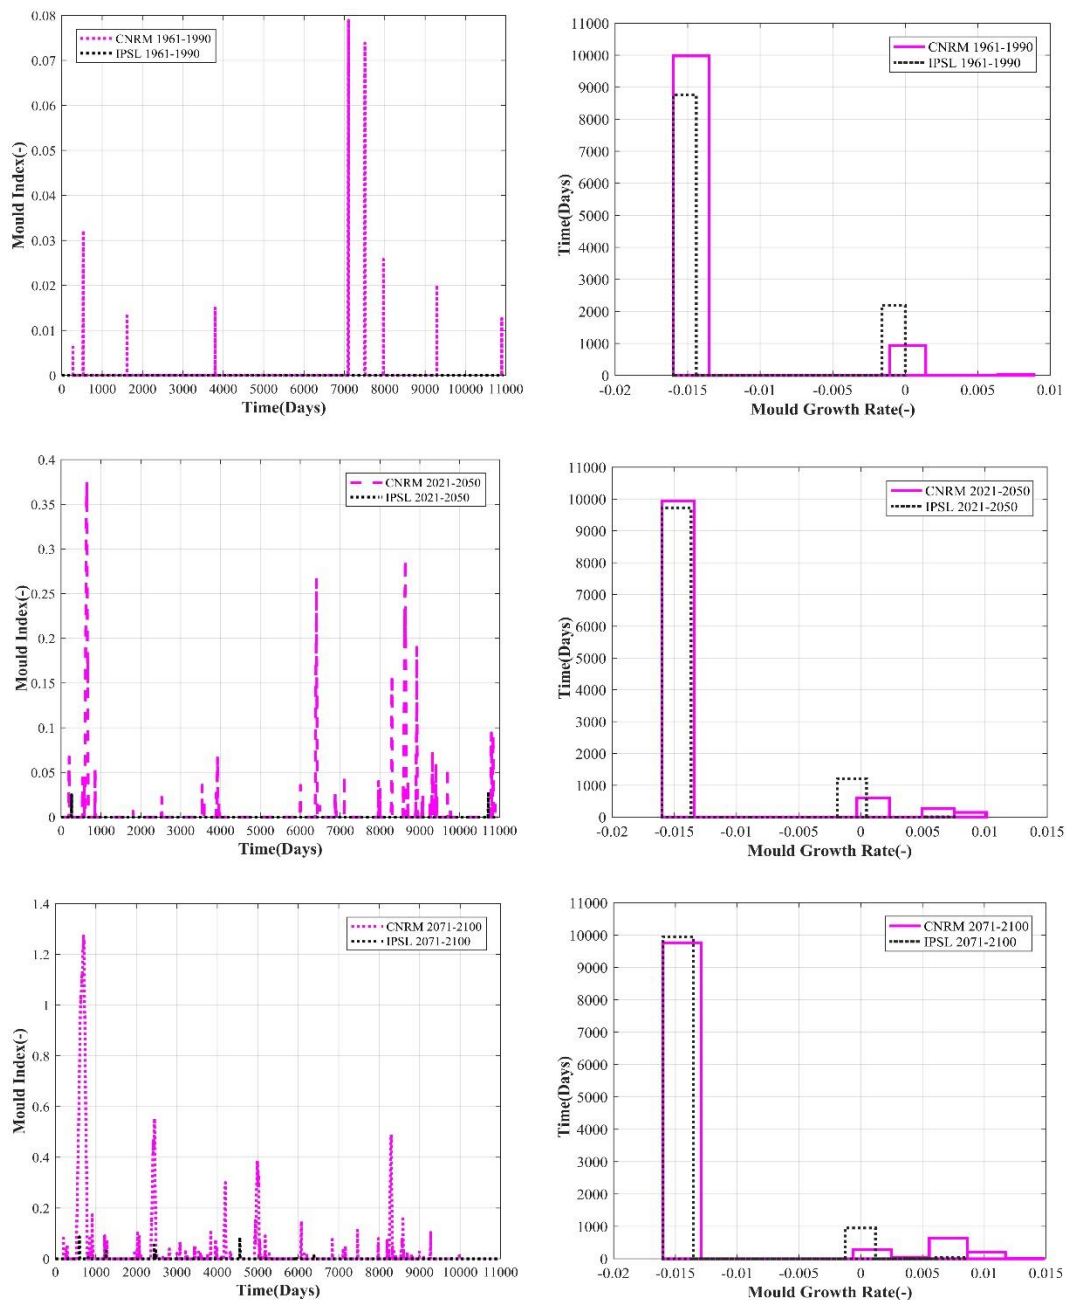 0.08
0.07
0.06
0.05
0.04
0.03
0.02
0.01
0
Mould Index(-)
CNRM 1961-1990
IPSL 1961-1990
0 1000 2000 3000 4000 5000 6000 7000 8000 9000 10000 11000
Time(Days)
11000
10000
9000
8000
7000
6000
5000
4000
3000
2000
1000
0
Time(Days)
CNRM 1961-1990
IPSL 1961-1990
-0.02 -0.015 -0.01 -0.005 0 0.005 0.01
Mould Growth Rate(-)
0.4
0.35
0.3
0.25
0.2
0.15
0.1
0.05
0
Mould Index(-)
CNRM 2021-2050
IPSL 2021-2050
0 1000 2000 3000 4000 5000 6000 7000 8000 9000 10000 11000
Time(Days)
11000
10000
9000
8000
7000
6000
5000
4000
3000
2000
1000
0
Time(Days)
CNRM 2021-2050
IPSL 2021-2050
-0.02 -0.015 -0.01 -0.005 0 0.005 0.01 0.015
Mould Growth Rate(-)
1.4
1.2
1
0.8
0.6
0.4
0.2
0
Mould Index(-)
CNRM 2071-2100
IPSL 2071-2100
0 1000 2000 3000 4000 5000 6000 7000 8000 9000 10000 11000
Time(Days)
11000
10000
9000
8000
7000
6000
5000
4000
3000
2000
1000
0
Time(Days)
CNRM 2071-2100
IPSL 2071-2100
-0.02 -0.015 -0.01 -0.005 0 0.005 0.01 0.015
Mould Growth Rate(-)